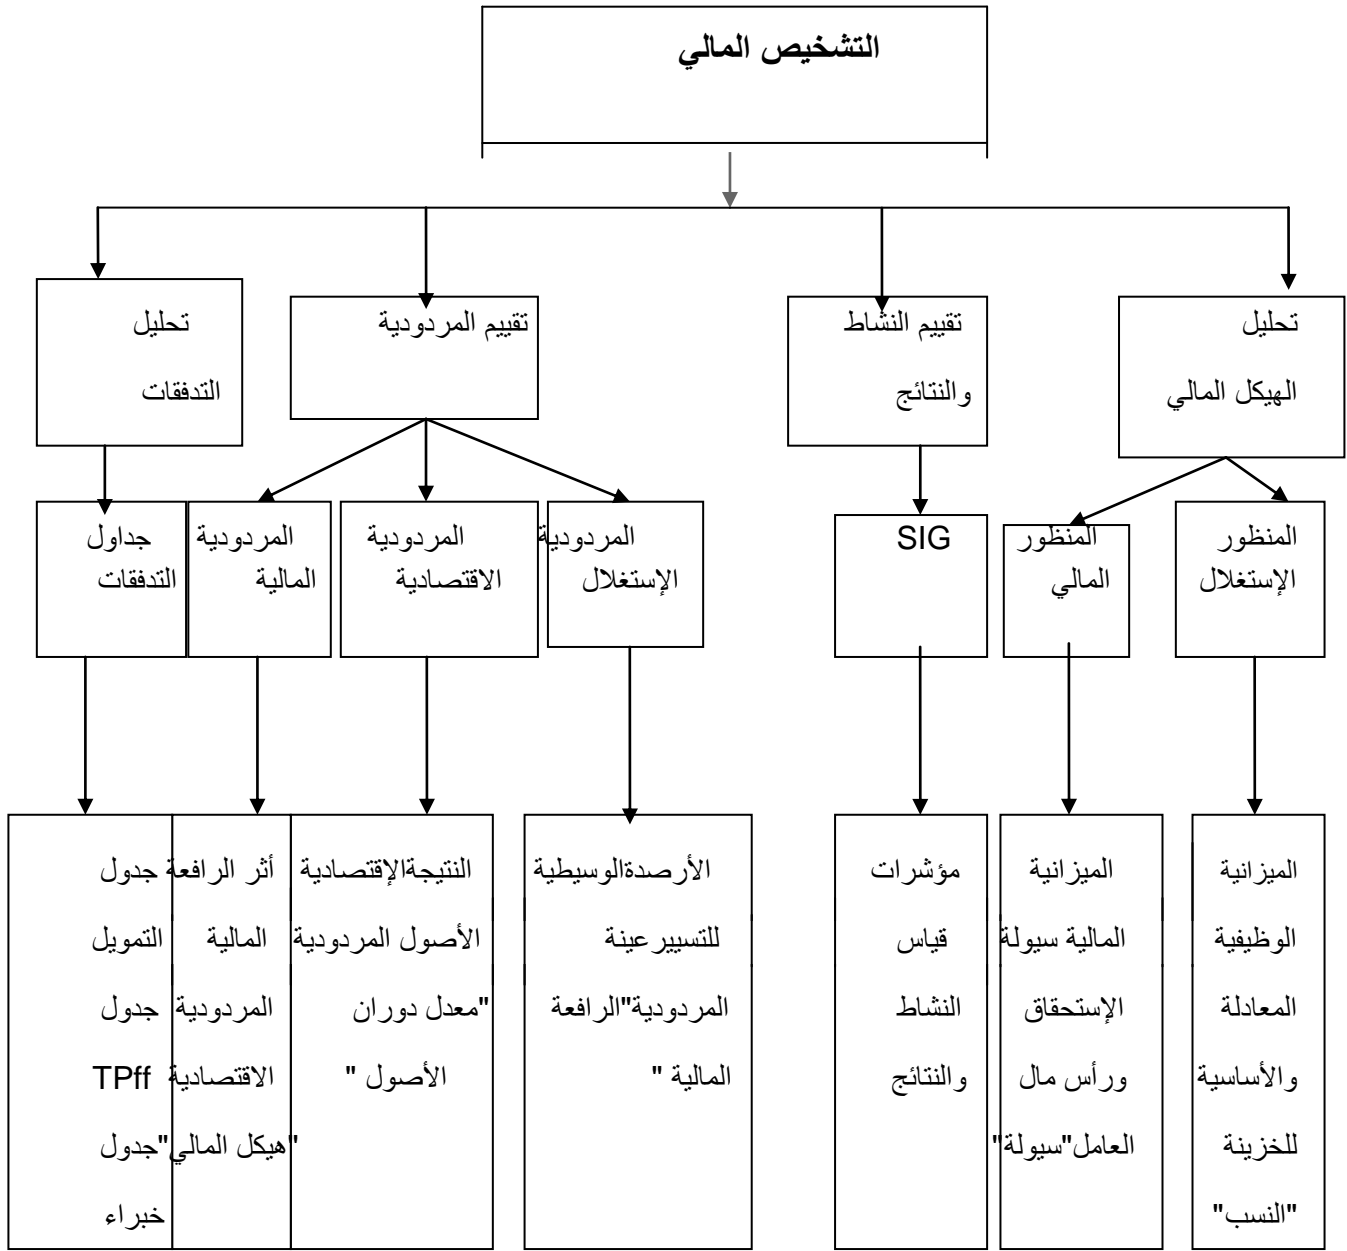 التشخيص المالي
تحليل
الهيكل المالي
تقييم النشاط
والنتائج
تقييم المردودية
تحليل
التدفقات
المنظور
الإستغلال
المنظور
المالي
SIG
المردودية
الإستغلال
المردودية
الاقتصادية
المردودية
المالية
جداول
التدفقات
الميزانية
الوظيفية
المعادلة
والأساسية
للخزينة
"النسب"
الميزانية
المالية سيولة
الإستحقاق
ورأس مال
العامل"سيولة"
مؤشرات
قياس
النشاط
والنتائج
الأرصدةالوسيطية
للتسييرعينة
المردودية"الرافعة
المالية "
النتيجةالإقتصادية
الأصول المردودية
"معدل دوران
الأصول "
أثر الرافعة
المالية
المردودية
الاقتصادية
"هيكل المالي"
جدول
التمويل
جدول
TPff
جدول
خبراء